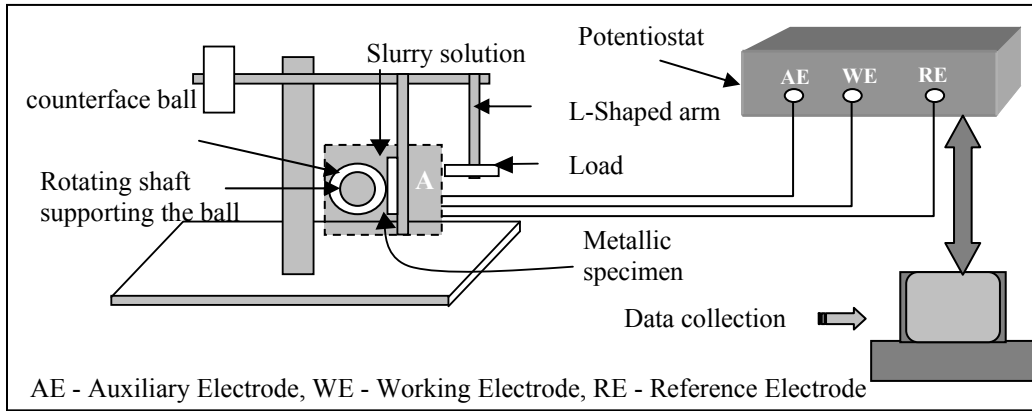 Slurry solution
Potentiostat
AE WE RE
counterface ball
L-Shaped arm
Load
A
Rotating shaft
supporting the ball
Metallic
specimen
Data collection
AE - Auxiliary Electrode, WE - Working Electrode, RE - Reference Electrode